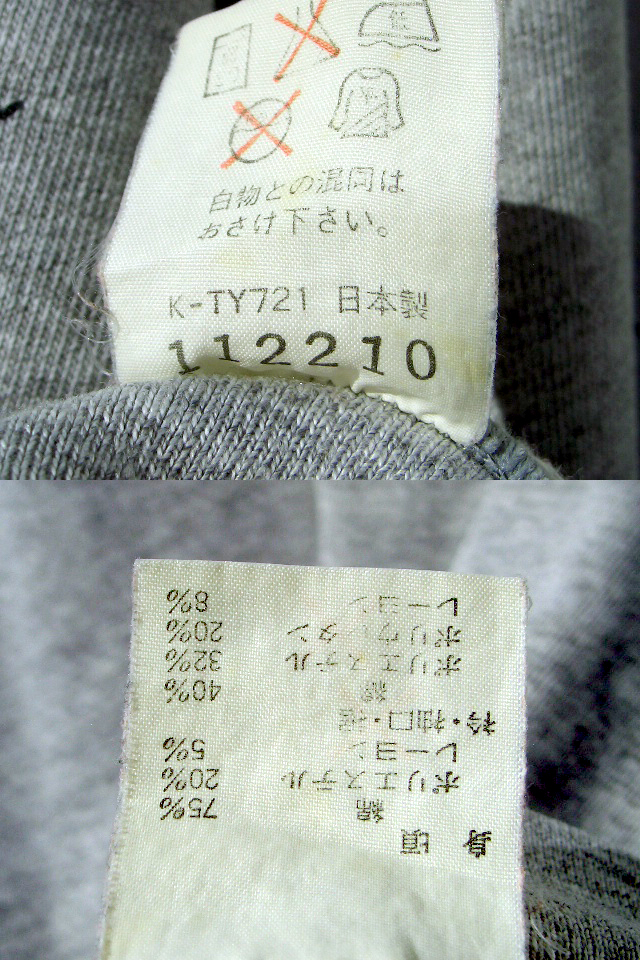 低
白物との混同は
おさけ下さい。
K-TY721 日本製
112210
身 頃
綿 75%
ポリエステル 20%
レーヨン 5%
衿・袖口・裾
綿 40%
ポリエステル 32%
ポリウレタン 20%
レーヨン 8%